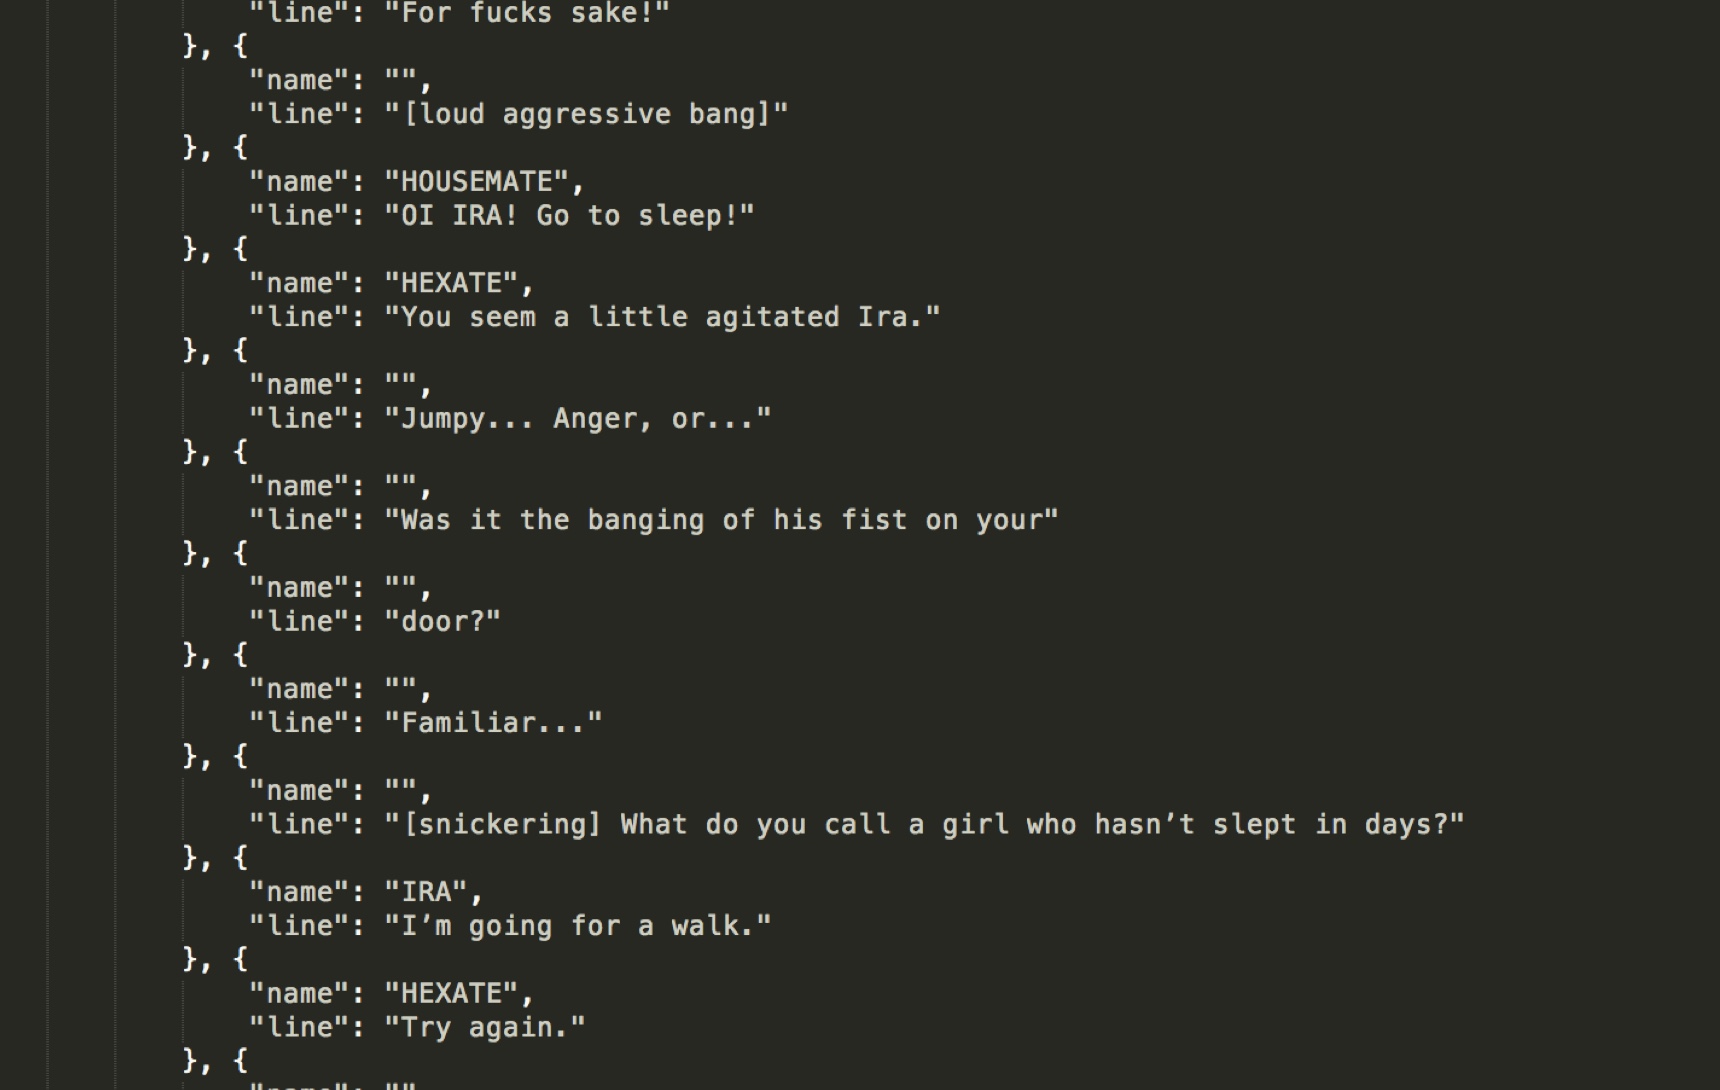 "line": "For fucks sake!"
}, {
"name": "",
"line": "[loud aggressive bang]"
}, {
"name": "HOUSEMATE",
"line": "OI IRA! Go to sleep!"
}, {
"name": "HEXATE",
"line": "You seem a little agitated Ira."
}, {
"name": "",
"line": "Jumpy... Anger, or..."
}, {
"name": "",
"line": "Was it the banging of his fist on your"
}, {
"name": "",
"line": "door?"
}, {
"name": "",
"line": "Familiar..."
}, {
"name": "",
"line": "[snickering] What do you call a girl who hasn’t slept in days?"
}, {
"name": "IRA",
"line": "I’m going for a walk."
}, {
"name": "HEXATE",
"line": "Try again."
}, {